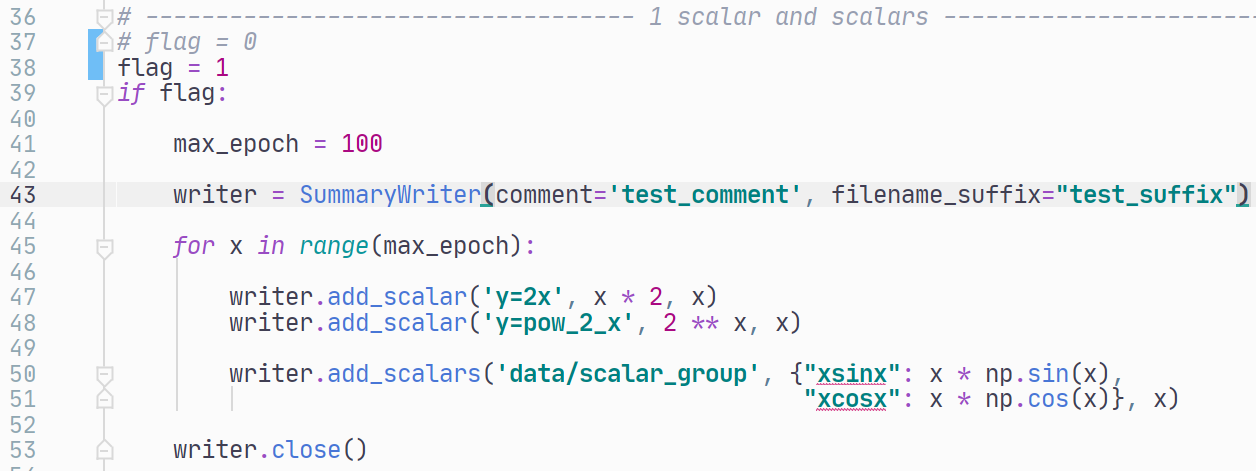 36 # ----------------------------------- 1 scalar and scalars ----------------------
37 # flag = 0
38 flag = 1
39 if flag:
40
41     max_epoch = 100
42
43     writer = SummaryWriter(comment='test_comment', filename_suffix="test_suffix")
44
45     for x in range(max_epoch):
46
47         writer.add_scalar('y=2x', x * 2, x)
48         writer.add_scalar('y=pow_2_x', 2 ** x, x)
49
50         writer.add_scalars('data/scalar_group', {"xsinx": x * np.sin(x),
51                                                  "xcosx": x * np.cos(x)}, x)
52
53     writer.close()